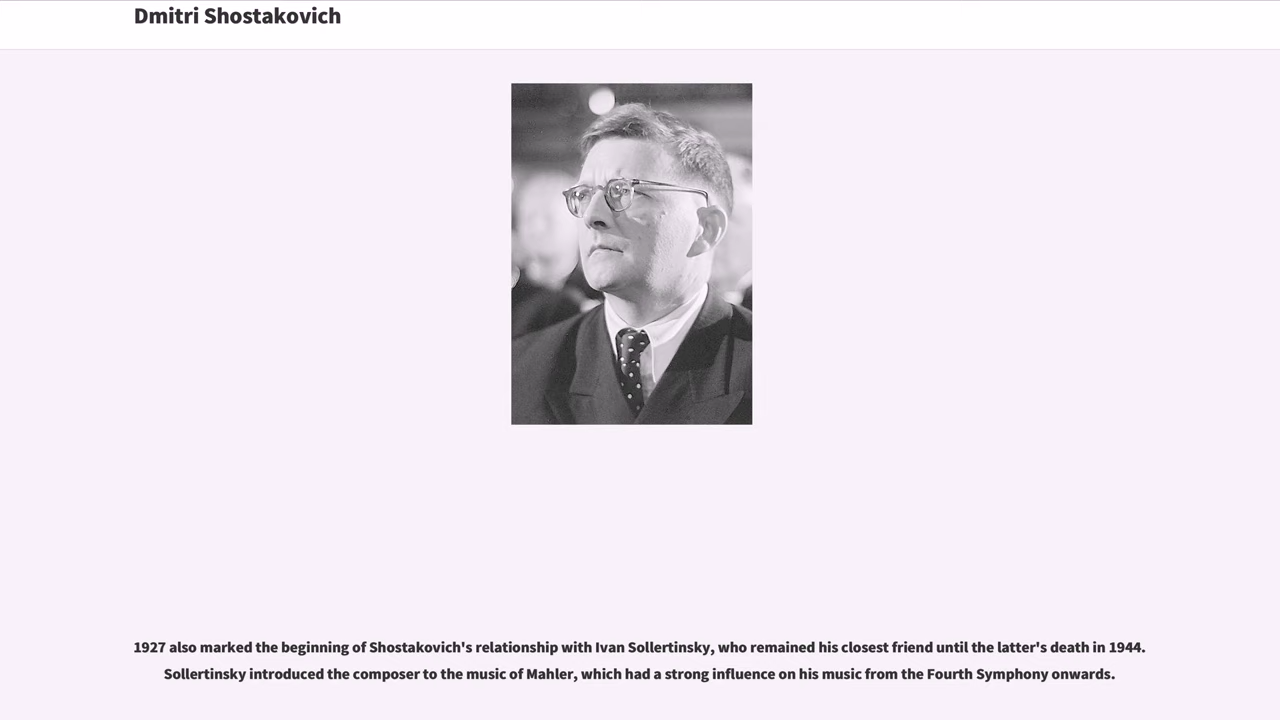 Dmitri Shostakovich
1927 also marked the beginning of Shostakovich's relationship with Ivan Sollertinsky, who remained his closest friend until the latter's death in 1944.
Sollertinsky introduced the composer to the music of Mahler, which had a strong influence on his music from the Fourth Symphony onwards.